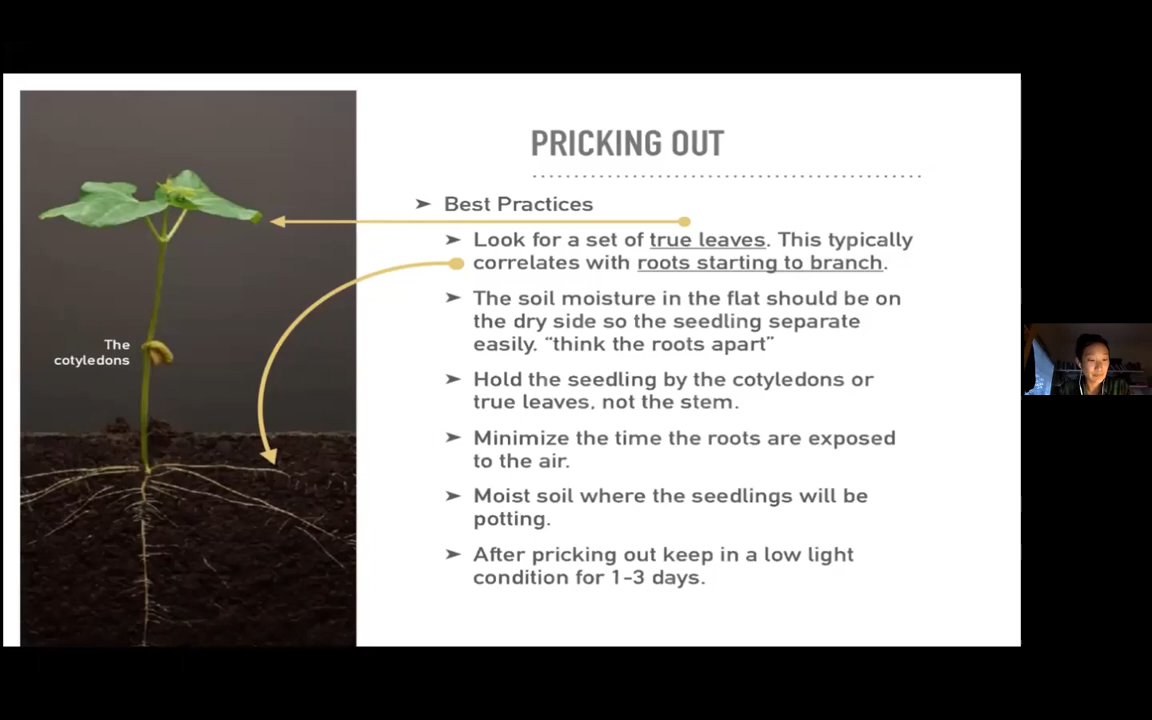 PRICKING OUT
➤ Best Practices
➤ Look for a set of true leaves. This typically
correlates with roots starting to branch.
➤ The soil moisture in the flat should be on
the dry side so the seedling separate
easily. “think the roots apart”
➤ Hold the seedling by the cotyledons or
true leaves, not the stem.
➤ Minimize the time the roots are exposed
to the air.
➤ Moist soil where the seedlings will be
potting.
➤ After pricking out keep in a low light
condition for 1-3 days.
The
cotyledons